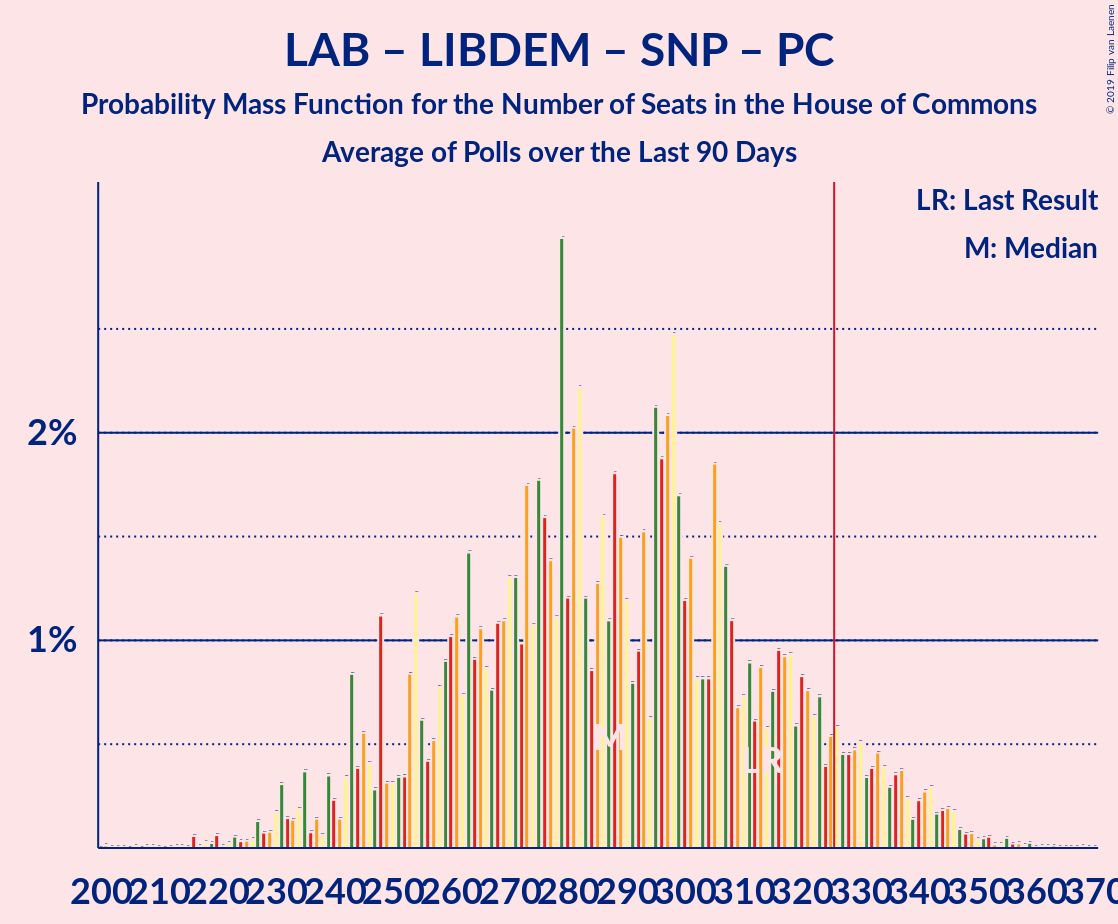 LAB – LIBDEM – SNP – PC
Probability Mass Function for the Number of Seats in the House of Commons
Average of Polls over the Last 90 Days
© 2019 Filip van Laenen
LR: Last Result
M: Median
2%
1%
M
LR
200 210 220 230 240 250 260 270 280 290 300 310 320 330 340 350 360 370